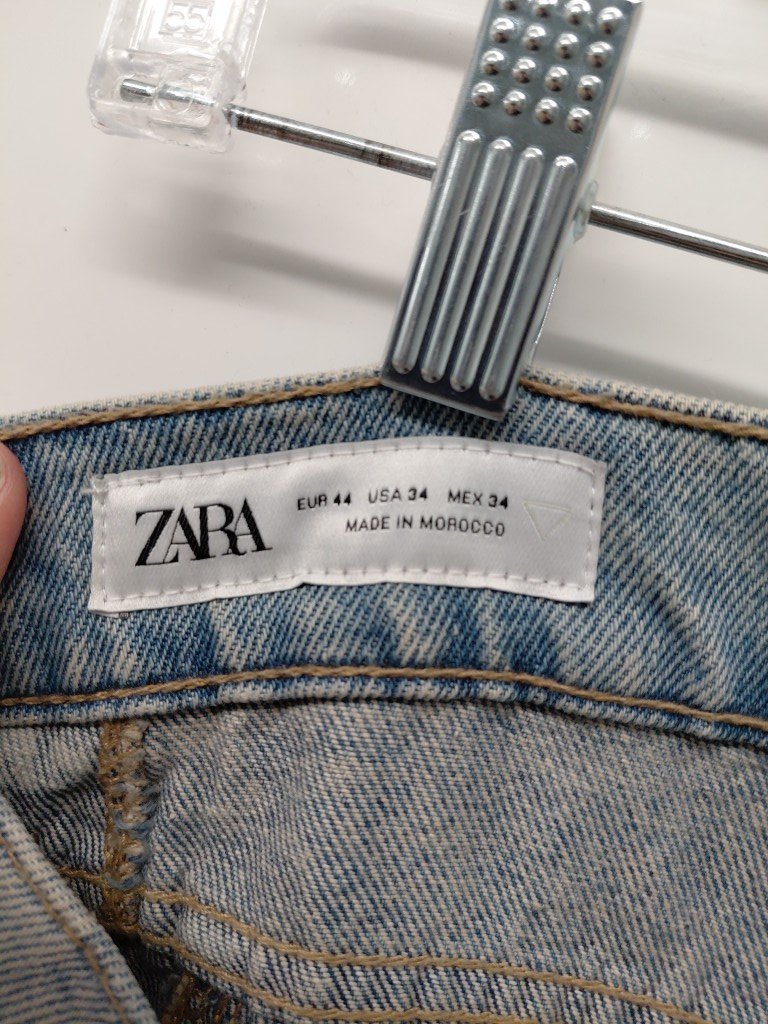 ZARA
EUR 44 USA 34 MEX 34
MADE IN MOROCCO